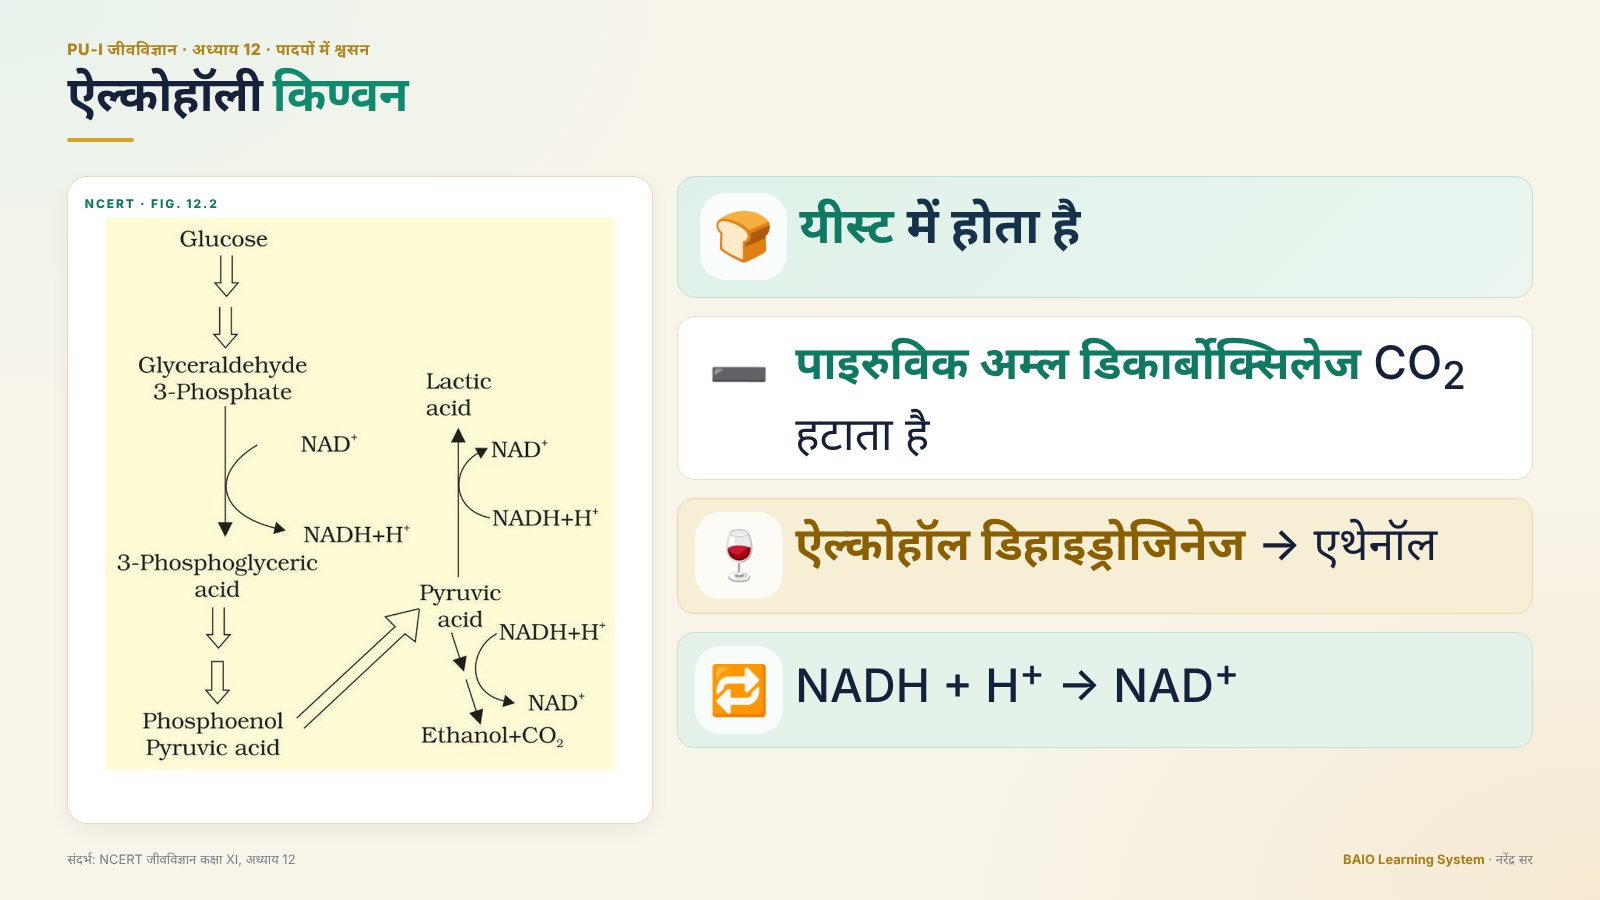 PU-I जीवविज्ञान · अध्याय 12 · पादपों में श्वसन
ऐल्कोहॉली किण्वन
NCERT · FIG. 12.2
Glucose
Glyceraldehyde
3-Phosphate
NAD⁺
NADH+H⁺
3-Phosphoglyceric
acid
Phosphoenol
Pyruvic acid
Lactic
acid
NAD⁺
NADH+H⁺
Pyruvic
acid
NADH+H⁺
NAD⁺
Ethanol+CO₂
यीस्ट में होता है
पाइरुविक अम्ल डिकार्बोक्सिलेज CO₂
हटाता है
ऐल्कोहॉल डिहाइड्रोजिनेज → एथेनॉल
NADH + H⁺ → NAD⁺
संदर्भ: NCERT जीवविज्ञान कक्षा XI, अध्याय 12
BAIO Learning System · नरेंद्र सर